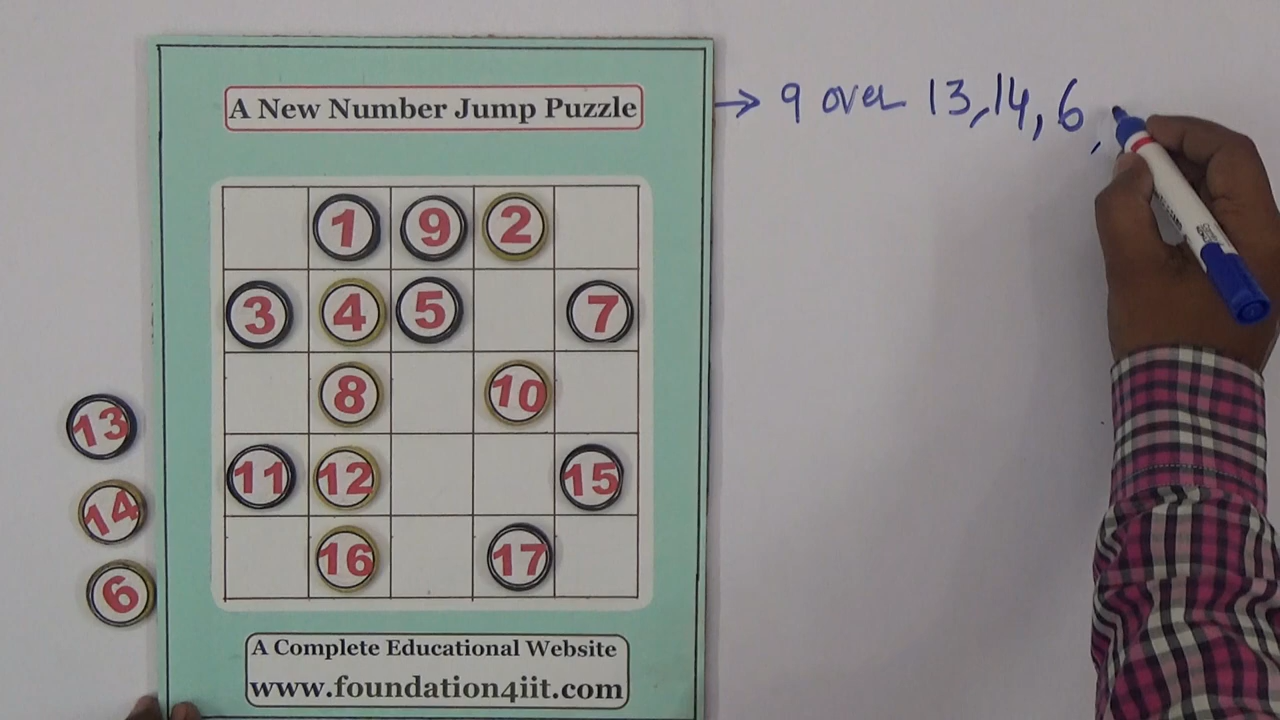 A New Number Jump Puzzle
→ 9 over 13, 14, 6,
1 9 2
3 4 5 7
8 10
13
11 12 15
14
16 17
6
A Complete Educational Website
www.foundation4iit.com